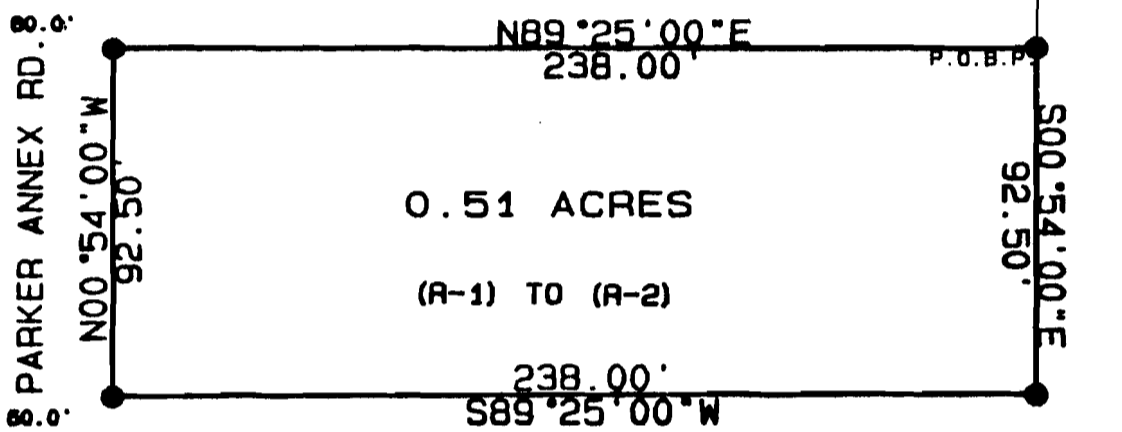 60.0'
N89°25'00"E
238.00'
P.O.B.P.
PARKER ANNEX RD.
N00°54'00"W
92.50'
0.51 ACRES
(A-1) TO (A-2)
92.50'
S00°54'00"E
238.00'
S89°25'00"W
60.0'